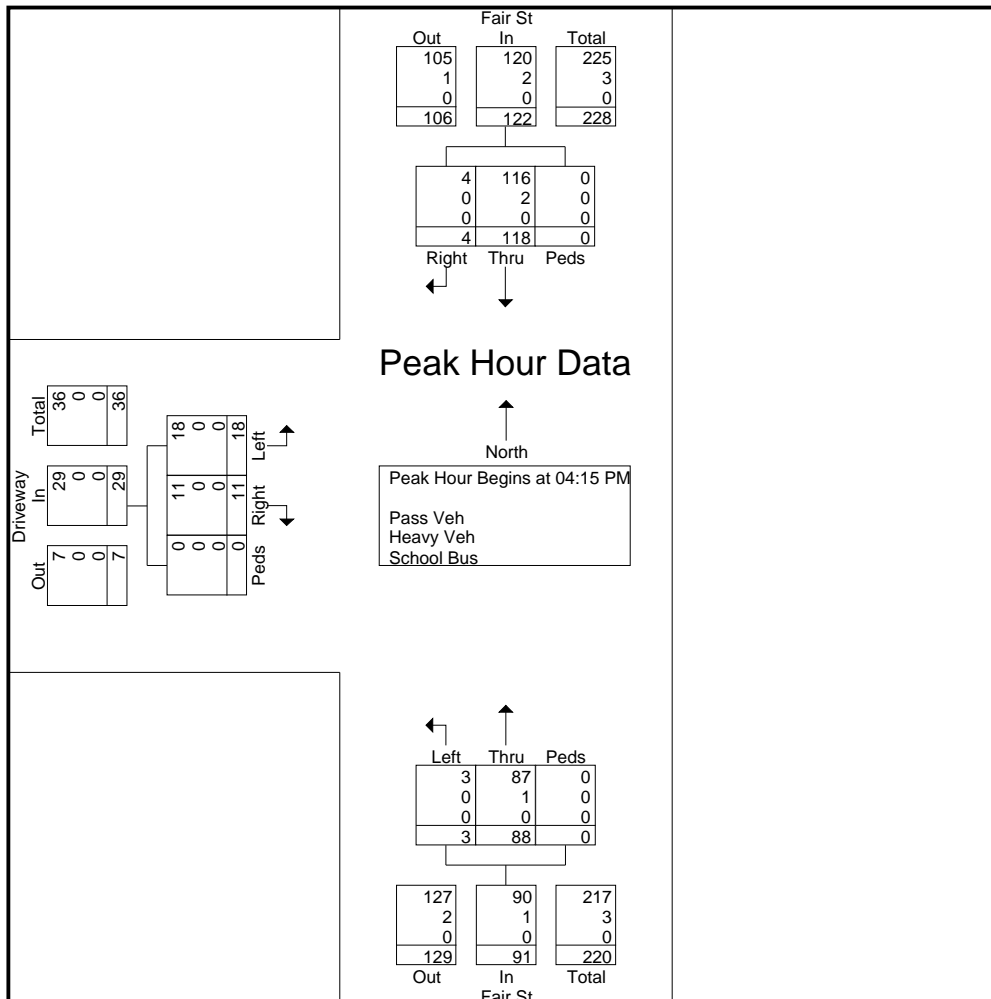 Fair St
Out In Total
105 120 225
1 2 3
0 0 0
106 122 228
4 116 0
0 2 0
0 0 0
4 118 0
Right Thru Peds
Peak Hour Data
North
Peak Hour Begins at 04:15 PM
Pass Veh
Heavy Veh
School Bus
Driveway
Out In Total
7 29 36
0 0 0
0 0 0
7 29 36
Peds Right Left
0 11 18
0 0 0
0 0 0
0 11 18
Left Thru Peds
3 87 0
0 1 0
0 0 0
3 88 0
127 90 217
2 1 3
0 0 0
129 91 220
Out In Total
Fair St